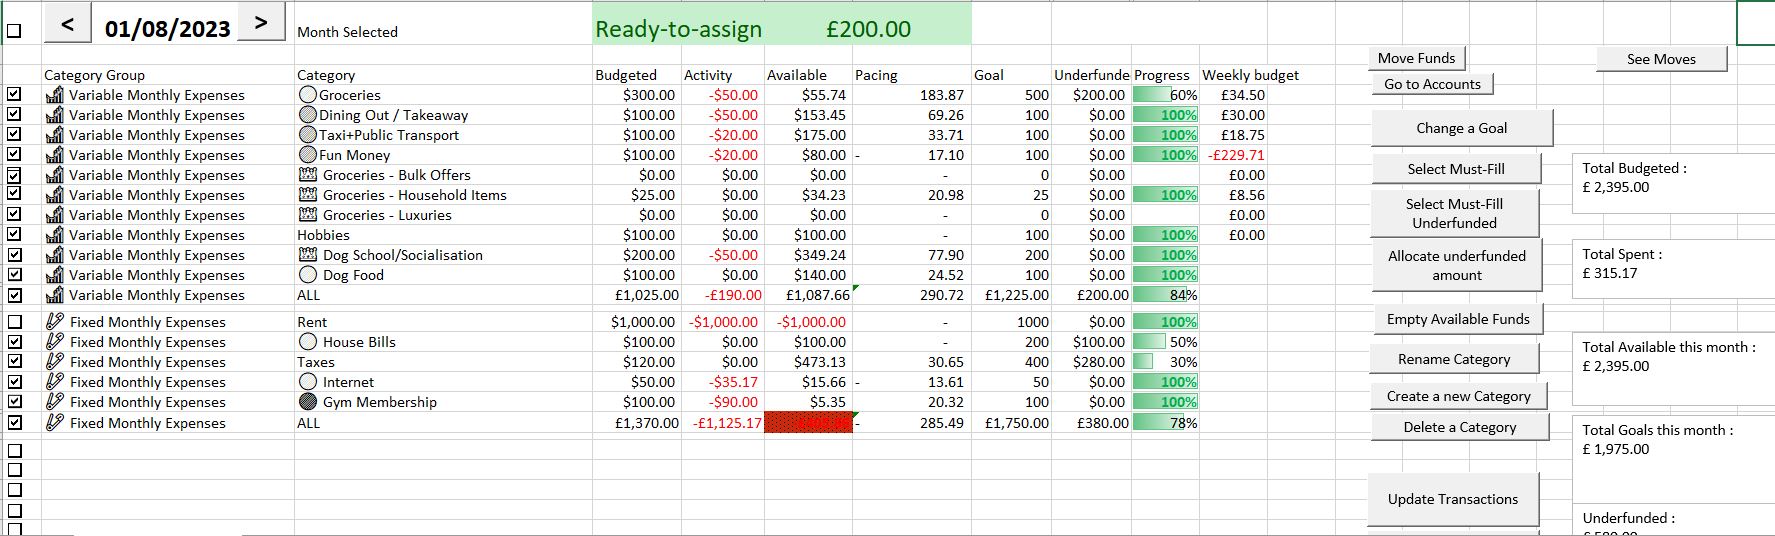 < 01/08/2023 > Month Selected Ready-to-assign £200.00
Move Funds See Moves
Category Group Category Budgeted Activity Available Pacing Goal Underfunde Progress Weekly budget
Go to Accounts
Variable Monthly Expenses Groceries $300.00 -$50.00 $55.74 183.87 500 $200.00 60% £34.50
Variable Monthly Expenses Dining Out / Takeaway $100.00 -$50.00 $153.45 69.26 100 $0.00 100% £30.00
Change a Goal
Variable Monthly Expenses Taxi+Public Transport $100.00 -$20.00 $175.00 33.71 100 $0.00 100% £18.75
Variable Monthly Expenses Fun Money $100.00 -$20.00 $80.00 - 17.10 100 $0.00 100% -£229.71
Select Must-Fill Total Budgeted :
Variable Monthly Expenses Groceries - Bulk Offers $0.00 $0.00 $0.00 - 0 $0.00 £0.00
£ 2,395.00
Variable Monthly Expenses Groceries - Household Items $25.00 $0.00 $34.23 20.98 25 $0.00 100% £8.56
Select Must-Fill
Underfunded
Variable Monthly Expenses Groceries - Luxuries $0.00 $0.00 $0.00 - 0 $0.00 £0.00
Variable Monthly Expenses Hobbies $100.00 $0.00 $100.00 - 100 $0.00 100% £0.00
Variable Monthly Expenses Dog School/Socialisation $200.00 -$50.00 $349.24 77.90 200 $0.00 100%
Allocate underfunded
amount
Total Spent :
£ 315.17
Variable Monthly Expenses Dog Food $100.00 $0.00 $140.00 24.52 100 $0.00 100%
Variable Monthly Expenses ALL £1,025.00 -£190.00 £1,087.66 290.72 £1,225.00 £200.00 84%
Fixed Monthly Expenses Rent $1,000.00 -$1,000.00 -$1,000.00 - 1000 $0.00 100%
Empty Available Funds
Fixed Monthly Expenses House Bills $100.00 $0.00 $100.00 - 200 $100.00 50%
Total Available this month :
£ 2,395.00
Fixed Monthly Expenses Taxes $120.00 $0.00 $473.13 30.65 400 $280.00 30%
Rename Category
Fixed Monthly Expenses Internet $50.00 -$35.17 $15.66 - 13.61 50 $0.00 100%
Create a new Category
Fixed Monthly Expenses Gym Membership $100.00 -$90.00 $5.35 20.32 100 $0.00 100%
Fixed Monthly Expenses ALL £1,370.00 -£1,125.17 - 285.49 £1,750.00 £380.00 78%
Delete a Category
Total Goals this month :
£ 1,975.00
Update Transactions
Underfunded :